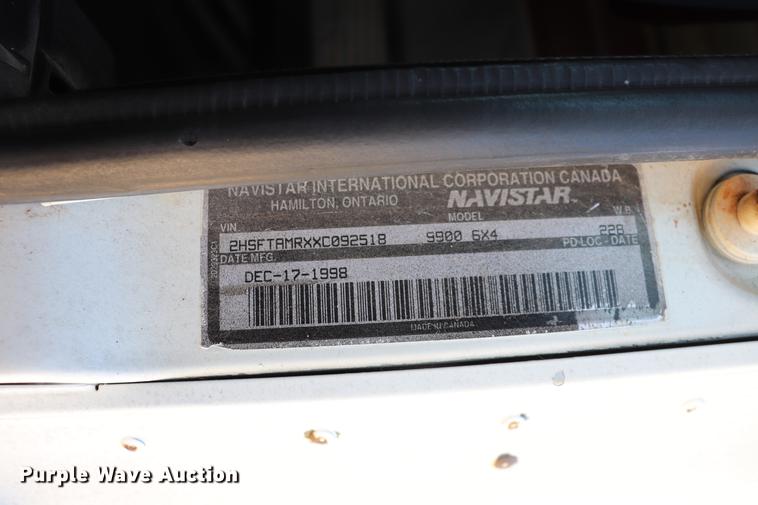 NAVISTAR INTERNATIONAL CORPORATION CANADA
HAMILTON, ONTARIO NAVISTAR
VIN MODEL W.B.
2HSFTAMRXXC092518 9900 6X4 228
DATE MFG. PD-LOC - DATE
DEC-17-1998
MADE IN CANADA
Purple Wave Auction